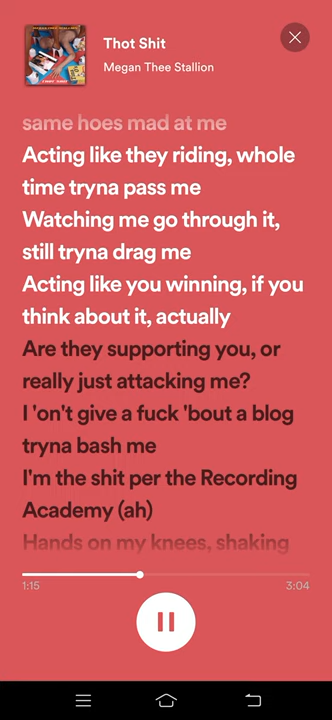 Thot Shit
Megan Thee Stallion
same hoes mad at me
Acting like they riding, whole
time tryna pass me
Watching me go through it,
still tryna drag me
Acting like you winning, if you
think about it, actually
Are they supporting you, or
really just attacking me?
I 'on't give a fuck 'bout a blog
tryna bash me
I'm the shit per the Recording
Academy (ah)
Hands on my knees, shaking
1:15
3:04